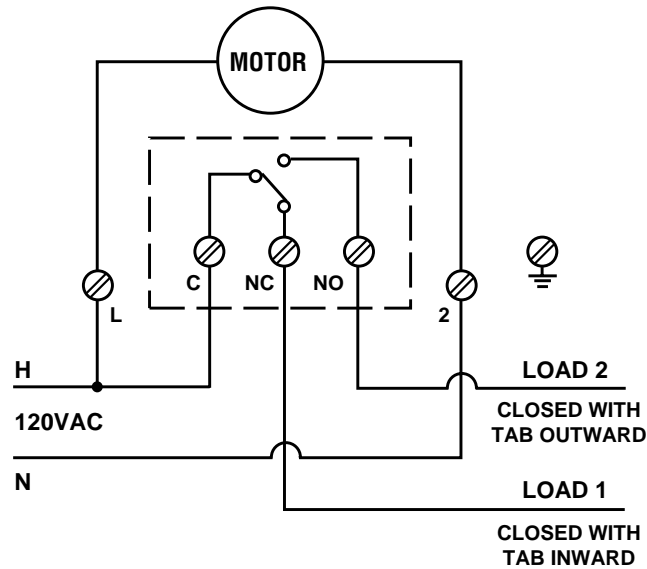 MOTOR
C NC NO
L 2
H LOAD 2
120VAC CLOSED WITH
TAB OUTWARD
N LOAD 1
CLOSED WITH
TAB INWARD